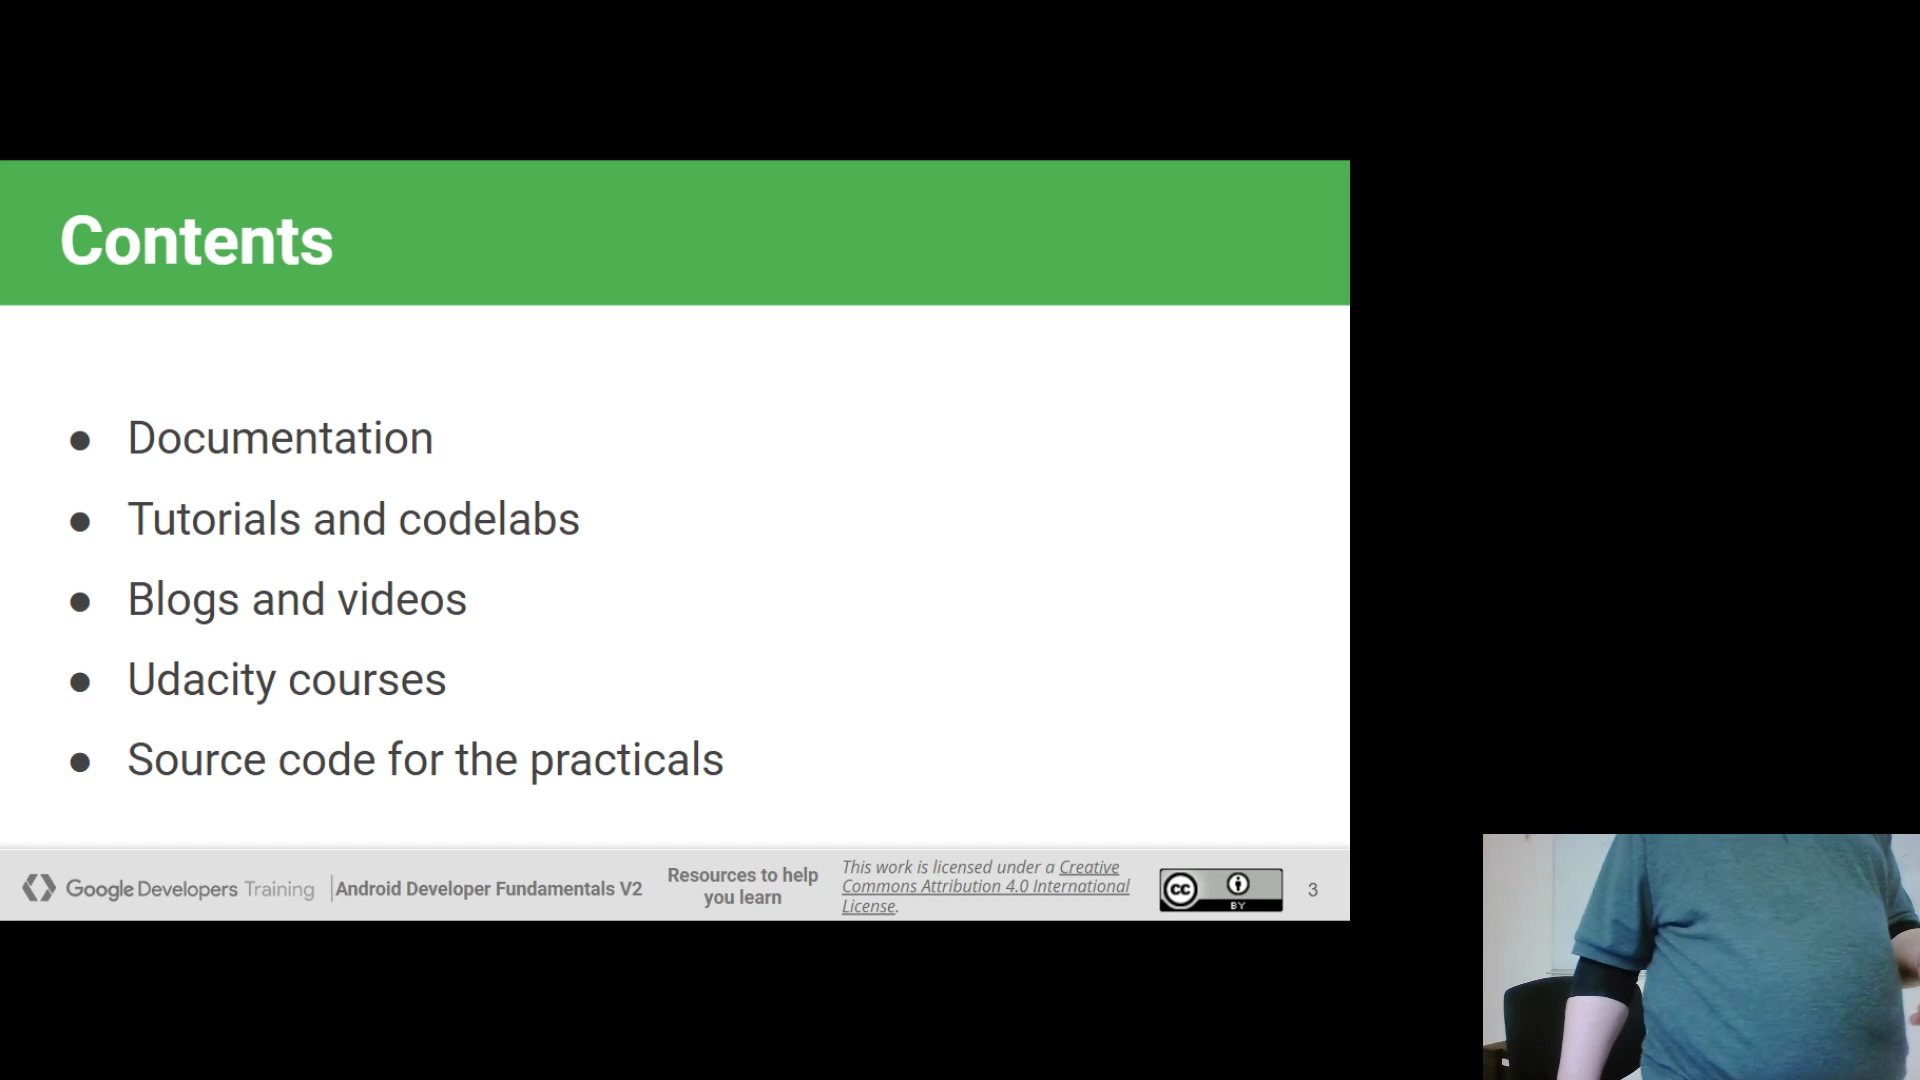 Contents
● Documentation
● Tutorials and codelabs
● Blogs and videos
● Udacity courses
● Source code for the practicals
Google Developers Training
Android Developer Fundamentals V2
Resources to help
you learn
This work is licensed under a Creative
Commons Attribution 4.0 International
License.
cc
BY
3